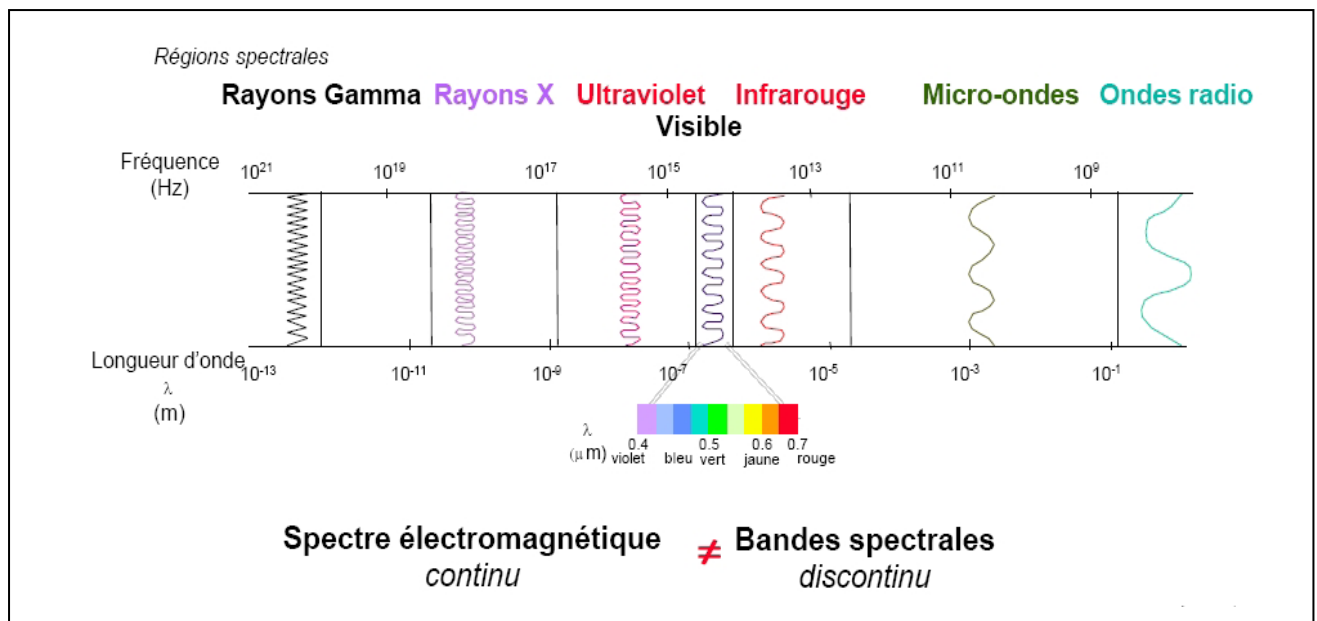 Régions spectrales
Rayons Gamma Rayons X Ultraviolet Infrarouge Micro-ondes Ondes radio
Visible
Fréquence
(Hz)
10²¹ 10¹⁹ 10¹⁷ 10¹⁵ 10¹³ 10¹¹ 10⁹
Longueur d'onde
λ
(m)
10⁻¹³ 10⁻¹¹ 10⁻⁹ 10⁻⁷ 10⁻⁵ 10⁻³ 10⁻¹
λ
(μm)
0.4 0.5 0.6 0.7
violet bleu vert jaune rouge
Spectre électromagnétique ≠ Bandes spectrales
continu discontinu